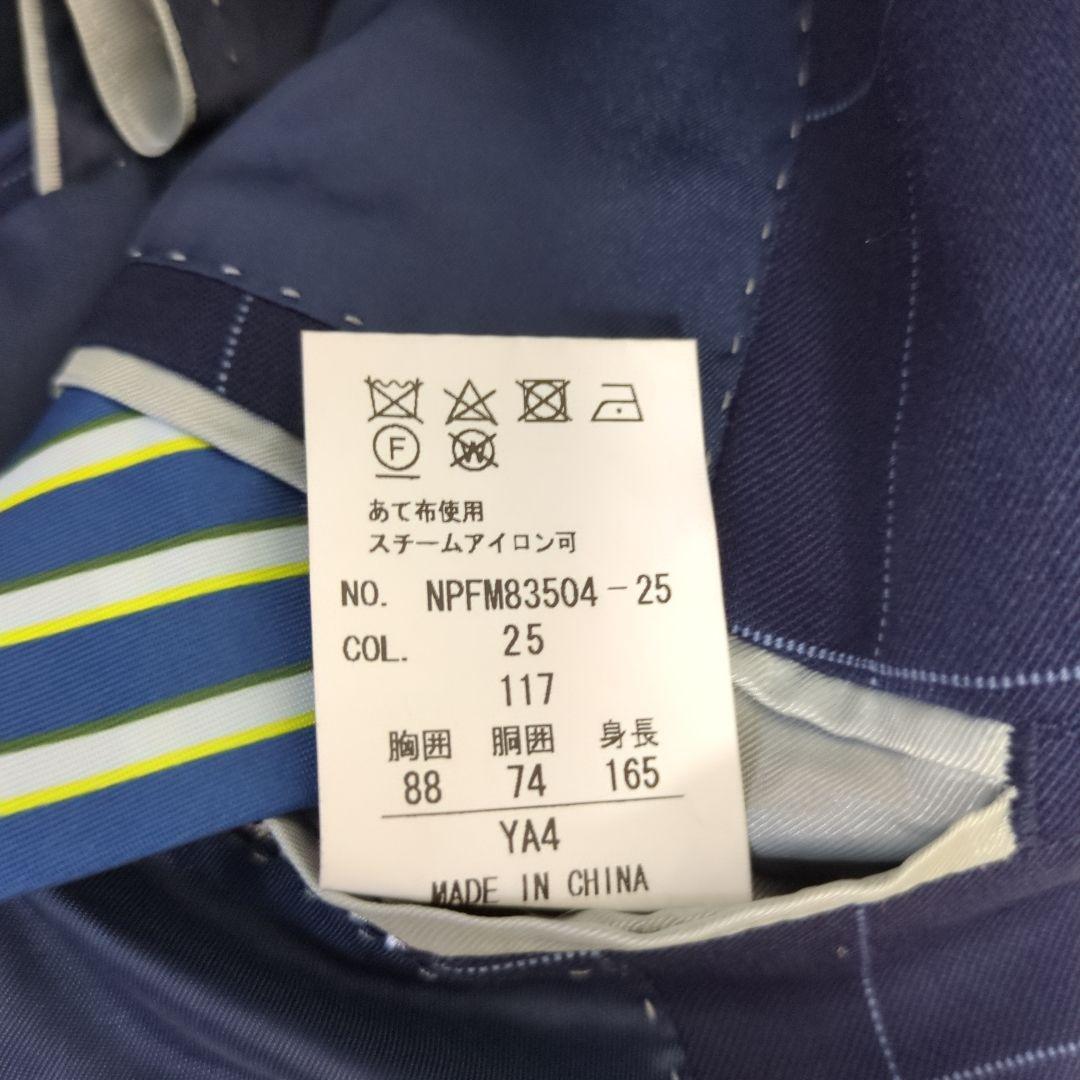 F W
あて布使用
スチームアイロン可
NO. NPFM83504-25
COL. 25
117
胸囲 胴囲 身長
88 74 165
YA4
MADE IN CHINA